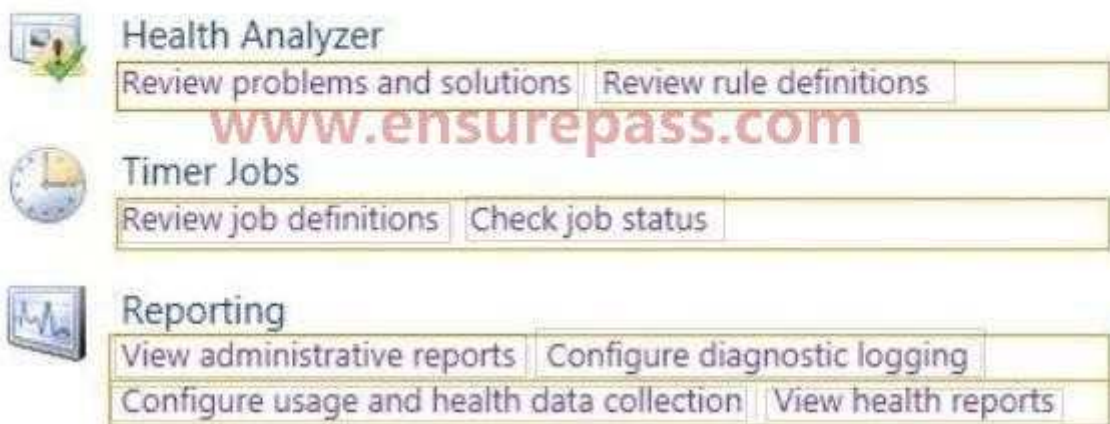 Health Analyzer
Review problems and solutions Review rule definitions
www.ensurepass.com
Timer Jobs
Review job definitions Check job status
Reporting
View administrative reports Configure diagnostic logging
Configure usage and health data collection View health reports